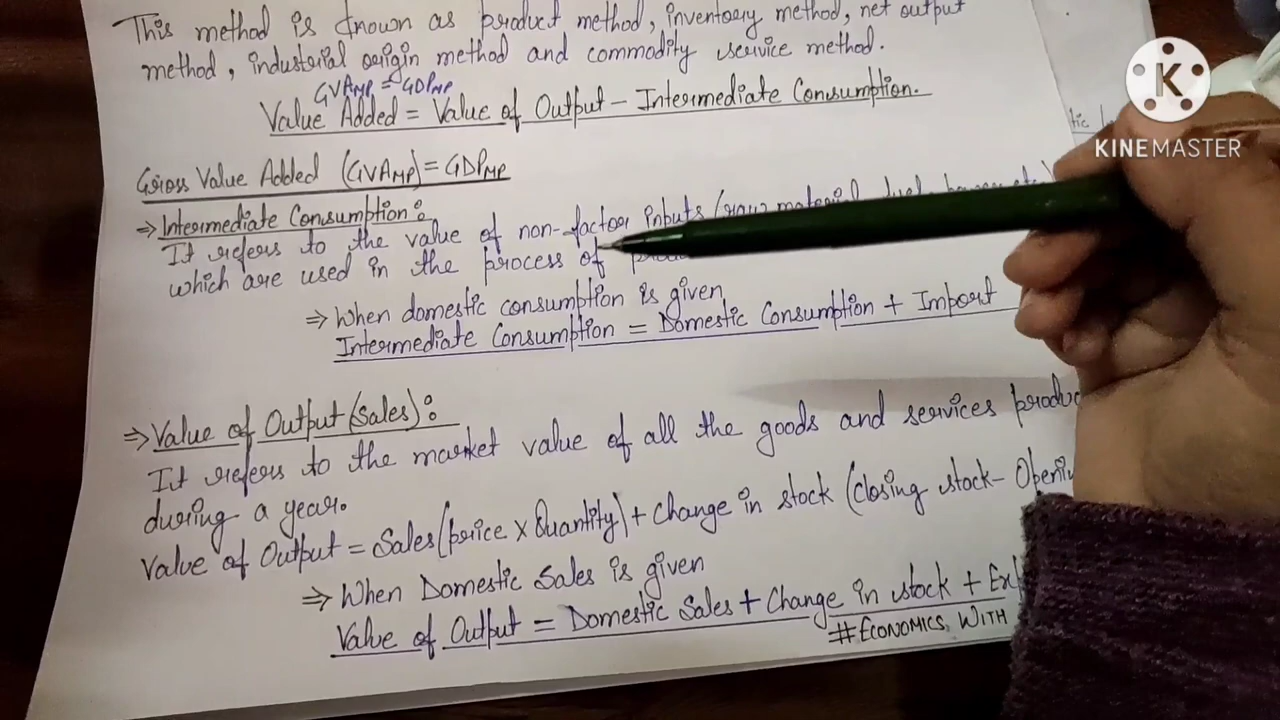 This method is known as product method, inventory method, net output
method, industrial origin method and commodity service method.
GVAMP = GDPMP
Value Added = Value of Output - Intermediate Consumption.
Gross Value Added (GVAMP) = GDPMP
⇒ Intermediate Consumption:
It refers to the value of non-factor inputs (raw material,
which are used in the process of
⇒ When domestic consumption is given
Intermediate Consumption = Domestic Consumption + Import
⇒ Value of Output (Sales):
It refers to the market value of all the goods and services produc
during a year.
Value of Output = Sales (price x Quantity) + Change in stock (closing stock - Openin
⇒ When Domestic Sales is given
Value of Output = Domestic Sales + Change in stock + Ex
#ECONOMICS WITH
K
KINEMASTER